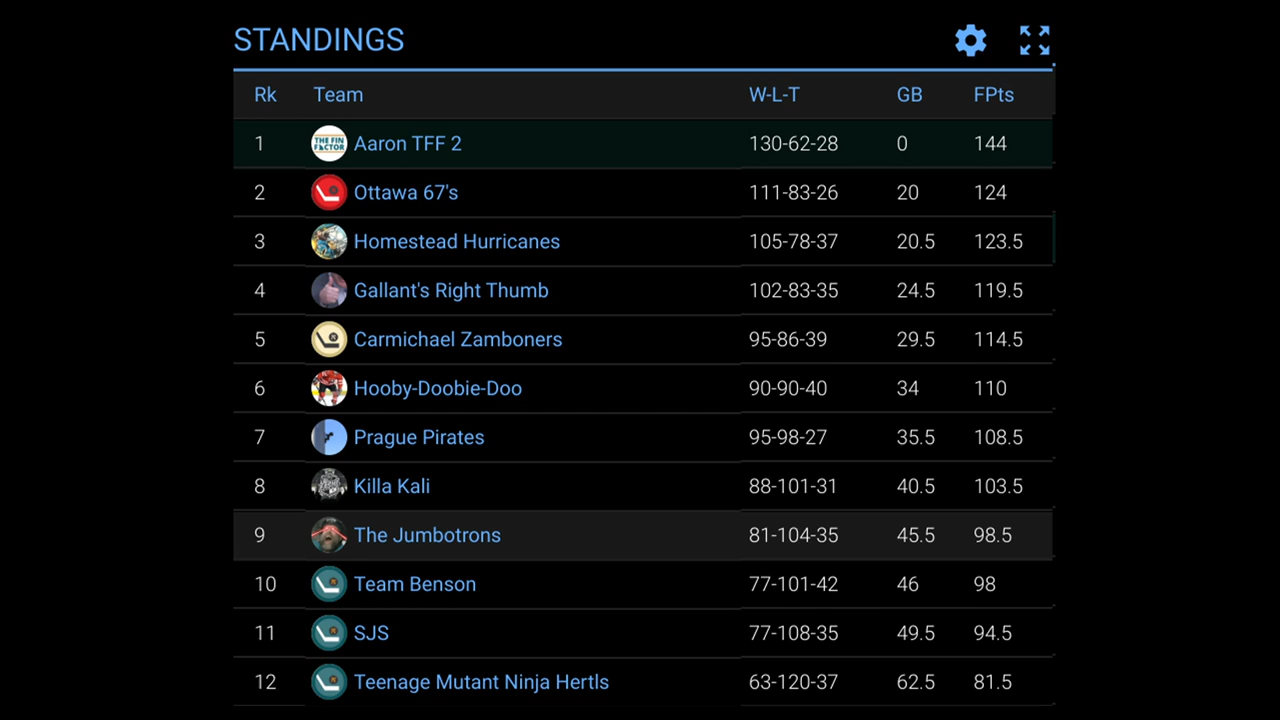 STANDINGS
Rk Team W-L-T GB FPts
1 THE FIN FACTOR Aaron TFF 2 130-62-28 0 144
2 Ottawa 67's 111-83-26 20 124
3 Homestead Hurricanes 105-78-37 20.5 123.5
4 Gallant's Right Thumb 102-83-35 24.5 119.5
5 Carmichael Zamboners 95-86-39 29.5 114.5
6 Hooby-Doobie-Doo 90-90-40 34 110
7 Prague Pirates 95-98-27 35.5 108.5
8 Killa Kali 88-101-31 40.5 103.5
9 The Jumbotrons 81-104-35 45.5 98.5
10 Team Benson 77-101-42 46 98
11 SJS 77-108-35 49.5 94.5
12 Teenage Mutant Ninja Hertls 63-120-37 62.5 81.5